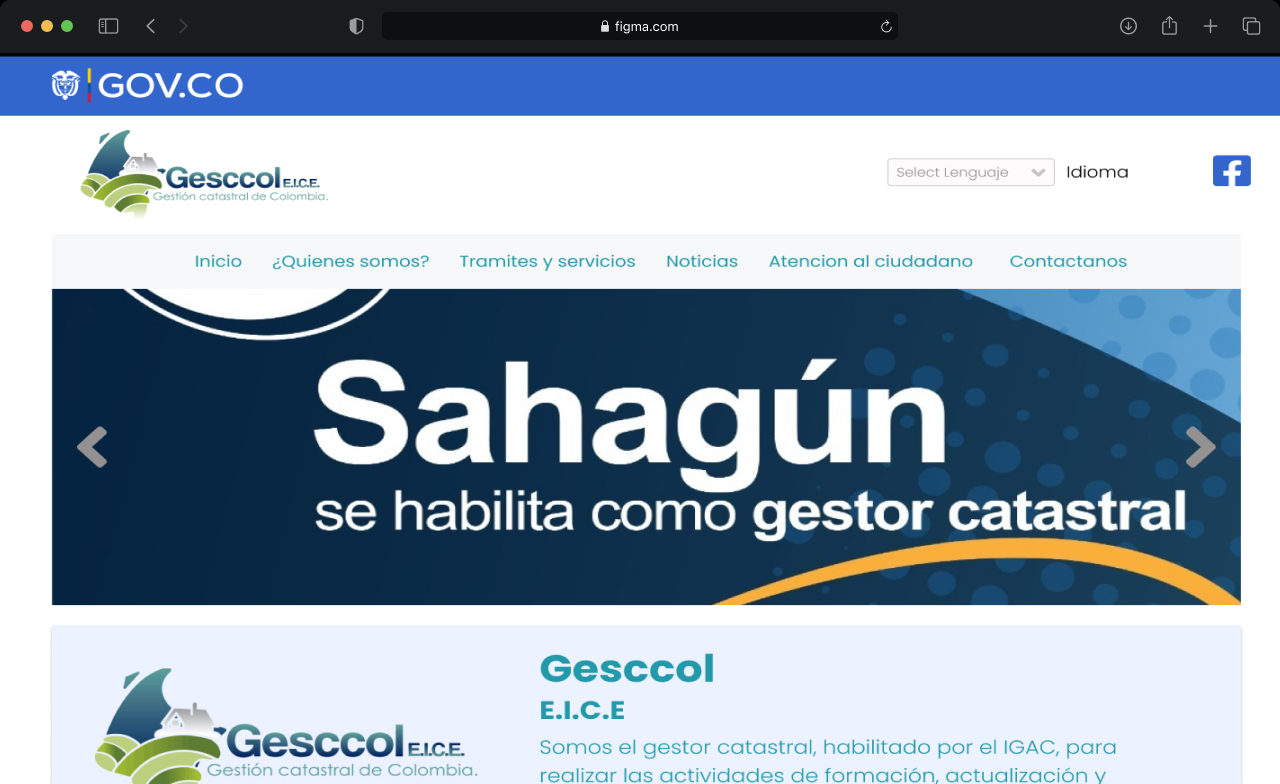 figma.com
GOV.CO
Gesccol E.I.C.E.
Gestión catastral de Colombia.
Select Lenguaje
Idioma
Inicio
¿Quienes somos?
Tramites y servicios
Noticias
Atencion al ciudadano
Contactanos
Sahagún
se habilita como gestor catastral
Gesccol
E.I.C.E
Somos el gestor catastral, habilitado por el IGAC, para
realizar las actividades de formación, actualización y
Gesccol E.I.C.E.
Gestión catastral de Colombia.